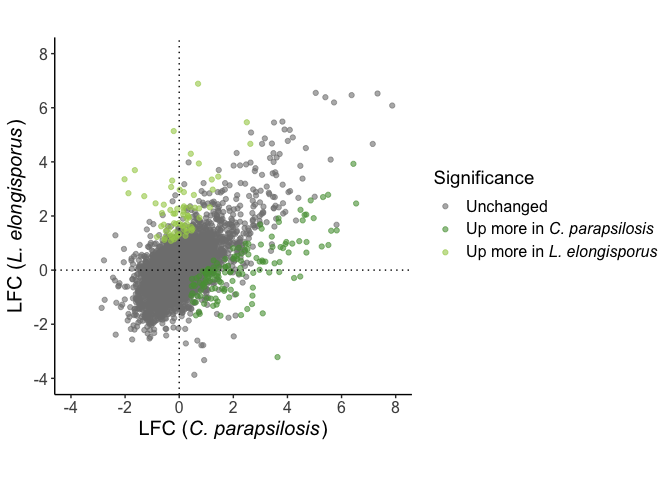 8
6
4
2
0
-2
-4
LFC (L. elongisporus)
-4 -2 0 2 4 6 8
LFC (C. parapsilosis)
Significance
Unchanged
Up more in C. parapsilosis
Up more in L. elongisporus